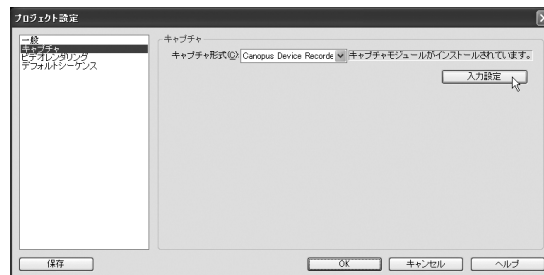 プロジェクト設定
一般
キャプチャ
ビデオレンダリング
デフォルトシーケンス
キャプチャ
キャプチャ形式(C) Canopus Device Recorde キャプチャモジュールがインストールされています。
入力設定
保存 OK キャンセル ヘルプ